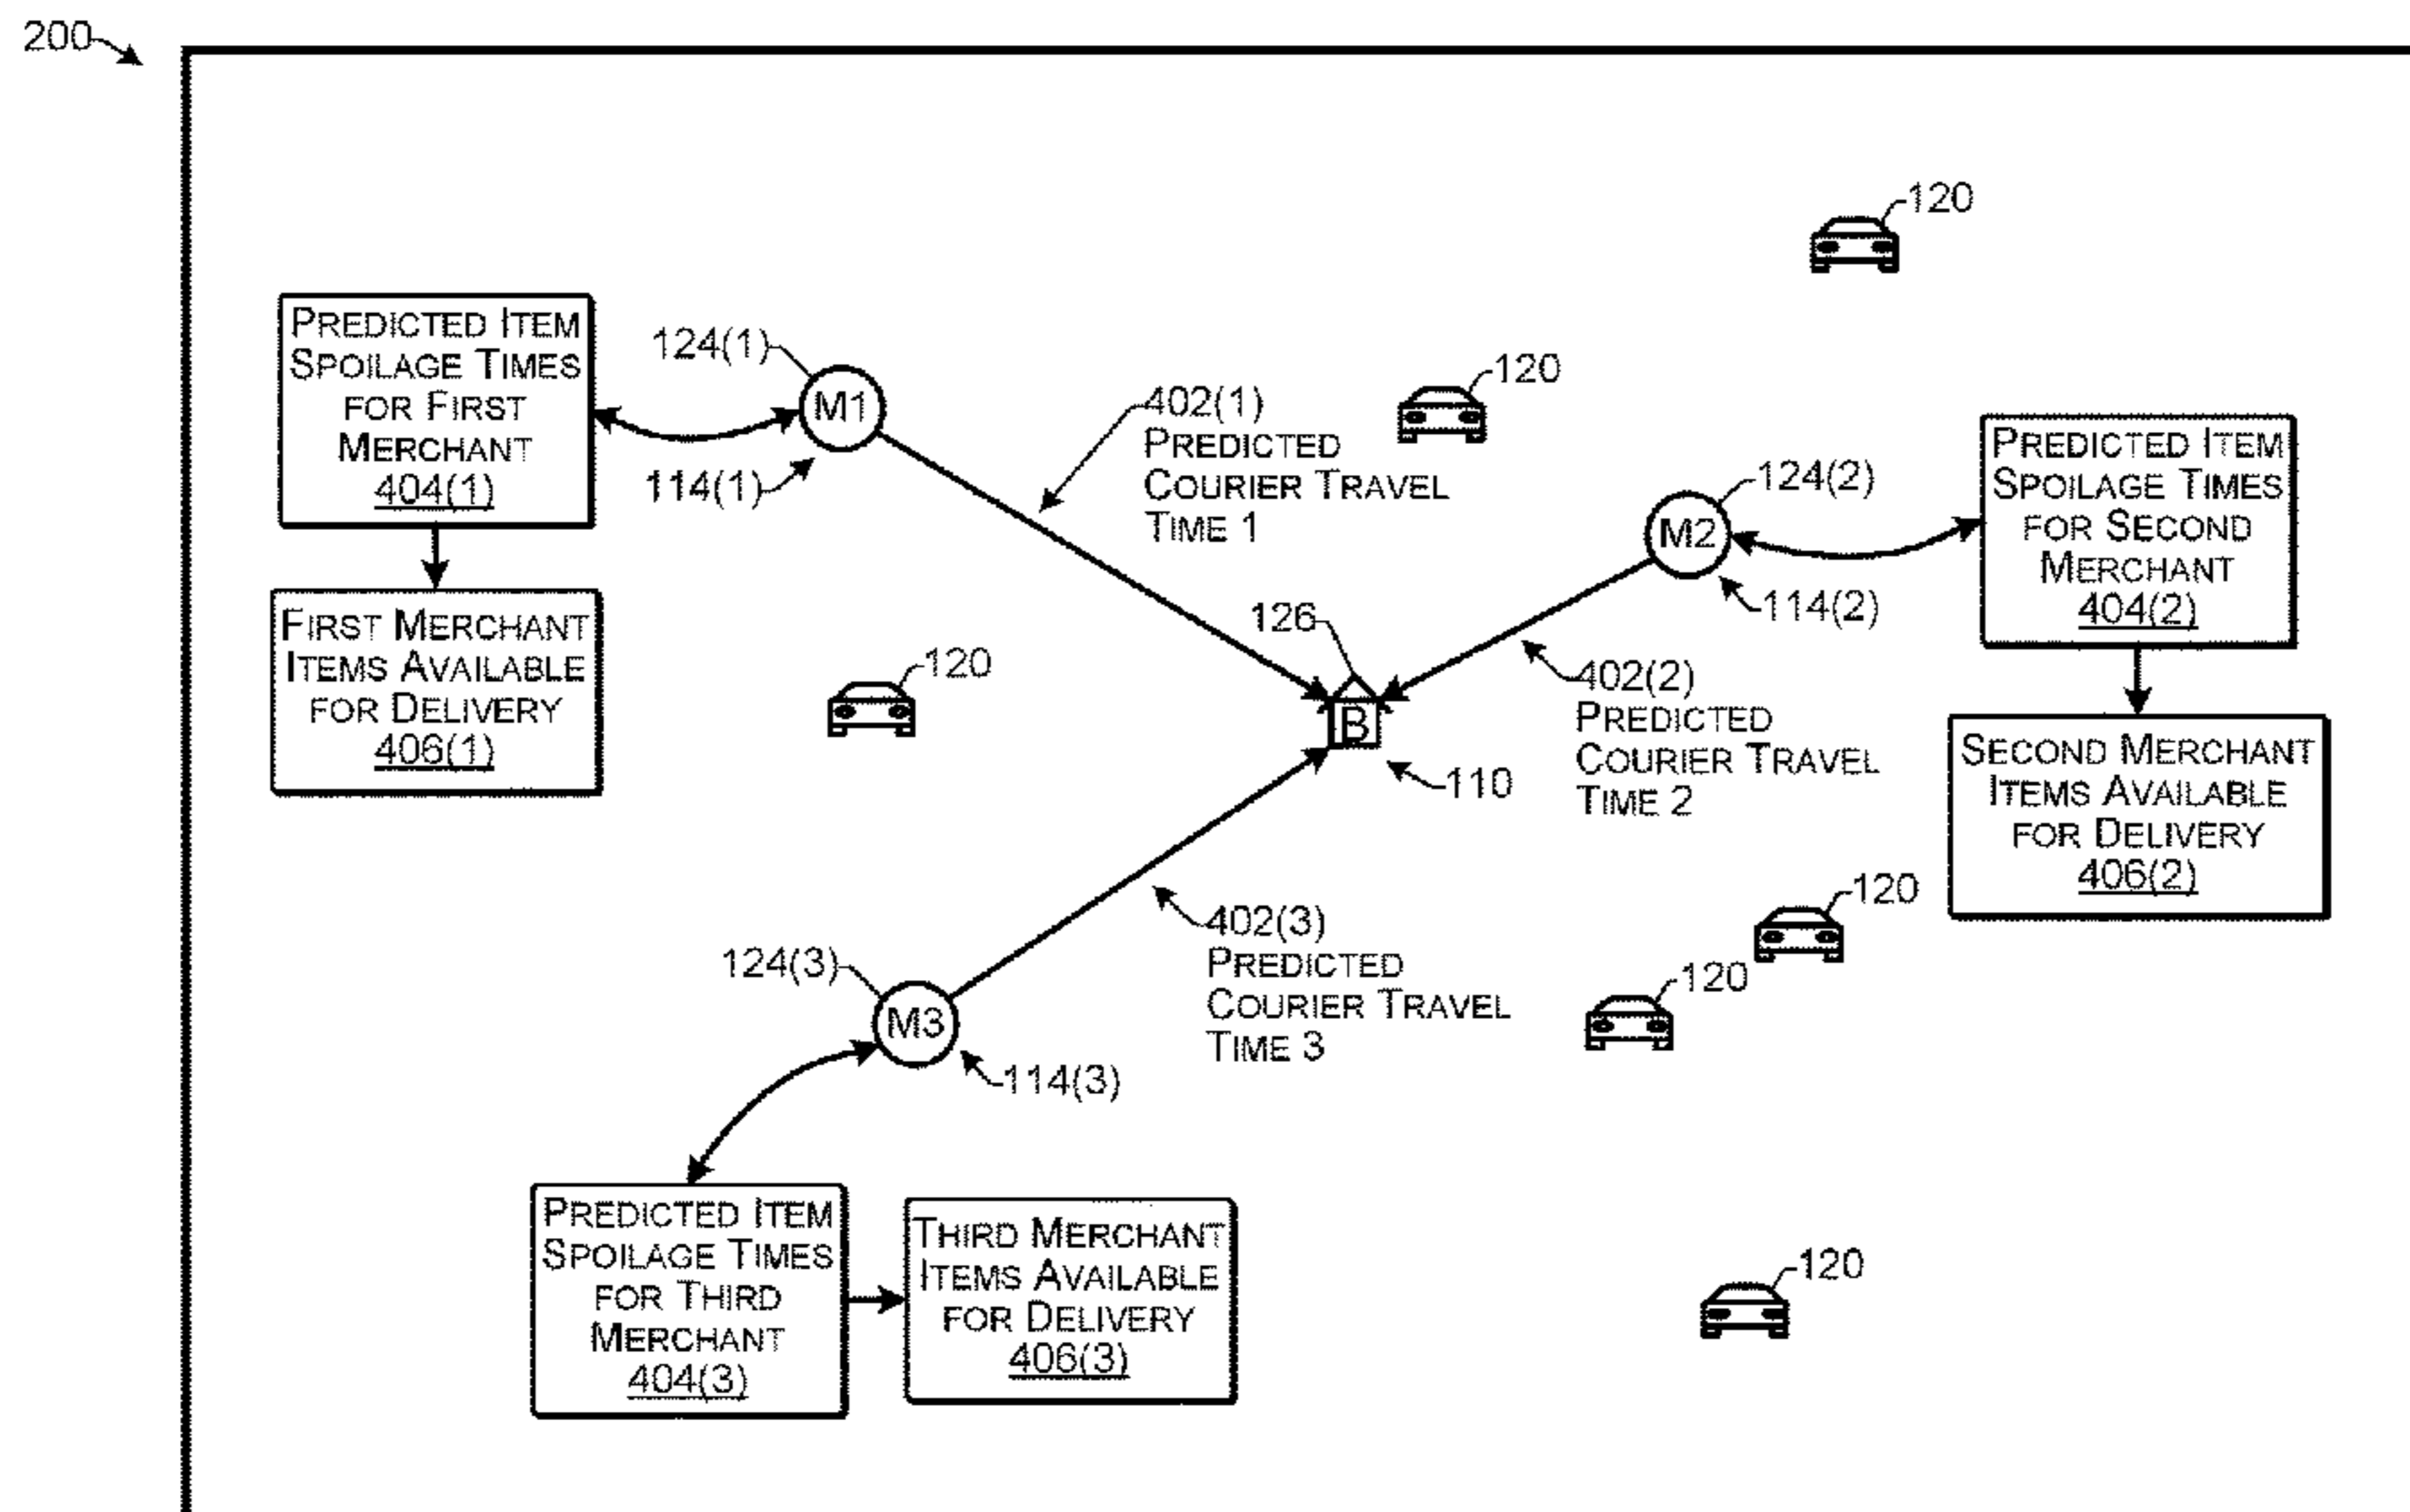 200
120
120
PREDICTED ITEM
SPOILAGE TIMES
FOR FIRST
MERCHANT
404(1)
124(1)
M1
114(1)
402(1)
PREDICTED
COURIER TRAVEL
TIME 1
PREDICTED ITEM
SPOILAGE TIMES
FOR SECOND
MERCHANT
404(2)
124(2)
M2
114(2)
FIRST MERCHANT
ITEMS AVAILABLE
FOR DELIVERY
406(1)
120
126
B
110
402(2)
PREDICTED
COURIER TRAVEL
TIME 2
SECOND MERCHANT
ITEMS AVAILABLE
FOR DELIVERY
406(2)
120
120
124(3)
M3
114(3)
402(3)
PREDICTED
COURIER TRAVEL
TIME 3
PREDICTED ITEM
SPOILAGE TIMES
FOR THIRD
MERCHANT
404(3)
THIRD MERCHANT
ITEMS AVAILABLE
FOR DELIVERY
406(3)
120